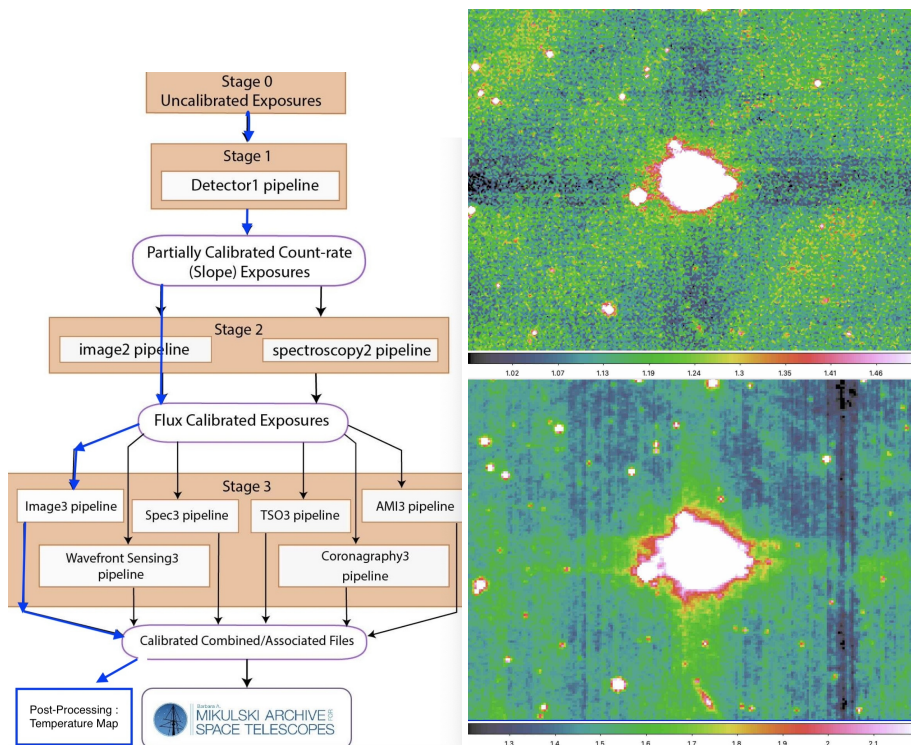 Stage 0
Uncalibrated Exposures
Stage 1
Detector1 pipeline
Partially Calibrated Count-rate
(Slope) Exposures
Stage 2
image2 pipeline
spectroscopy2 pipeline
Flux Calibrated Exposures
Stage 3
Image3 pipeline
Spec3 pipeline
TSO3 pipeline
AMI3 pipeline
Wavefront Sensing3
pipeline
Coronagraphy3
pipeline
Calibrated Combined/Associated Files
Post-Processing :
Temperature Map
Barbara A.
MIKULSKI ARCHIVE FOR
SPACE TELESCOPES
1.02 1.07 1.13 1.19 1.24 1.3 1.35 1.41 1.46
1.3 1.4 1.5 1.6 1.7 1.8 1.9 2 2.1